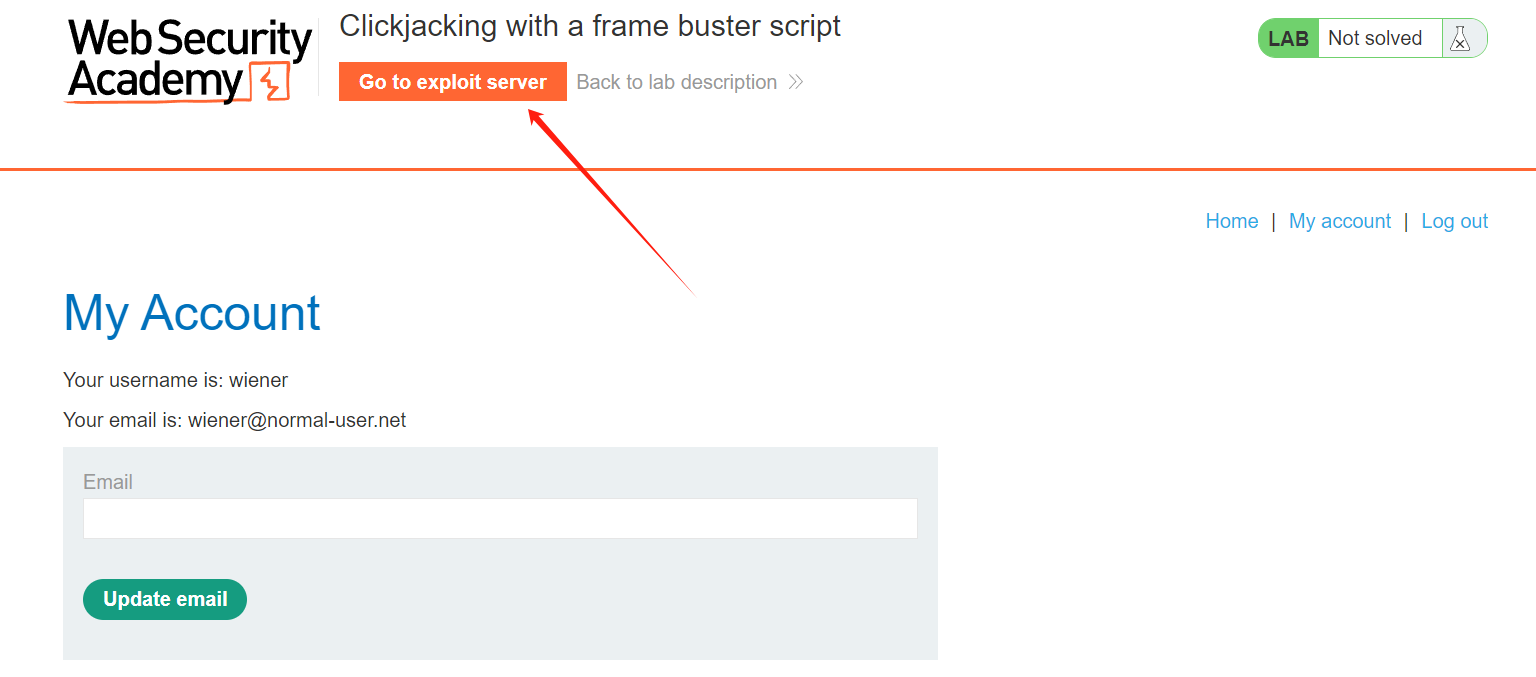 Web Security
Academy
Clickjacking with a frame buster script
Go to exploit server
Back to lab description
LAB Not solved
Home | My account | Log out
My Account
Your username is: wiener
Your email is: wiener@normal-user.net
Email
Update email